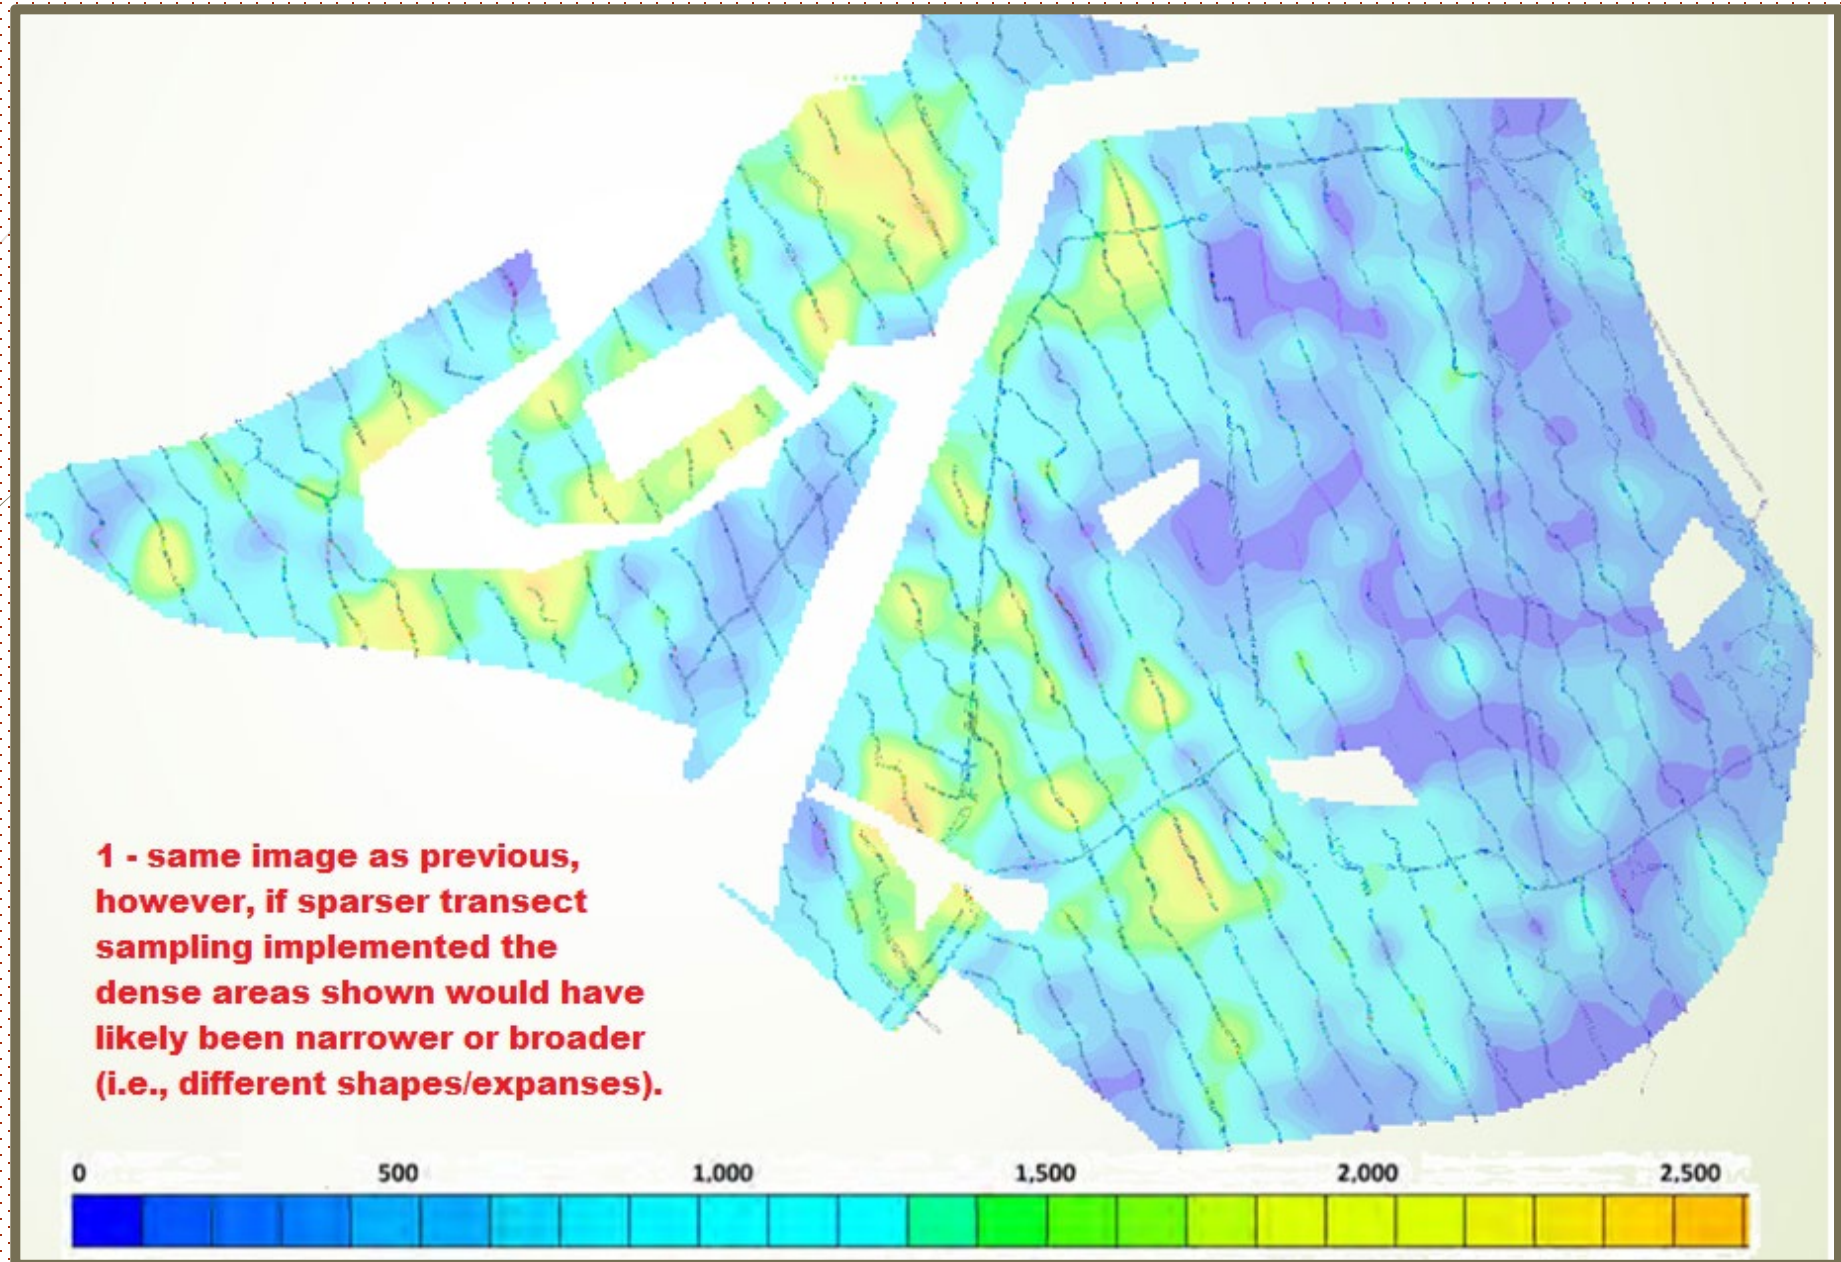 1 - same image as previous,
however, if sparser transect
sampling implemented the
dense areas shown would have
likely been narrower or broader
(i.e., different shapes/expanses).
0 500 1,000 1,500 2,000 2,500